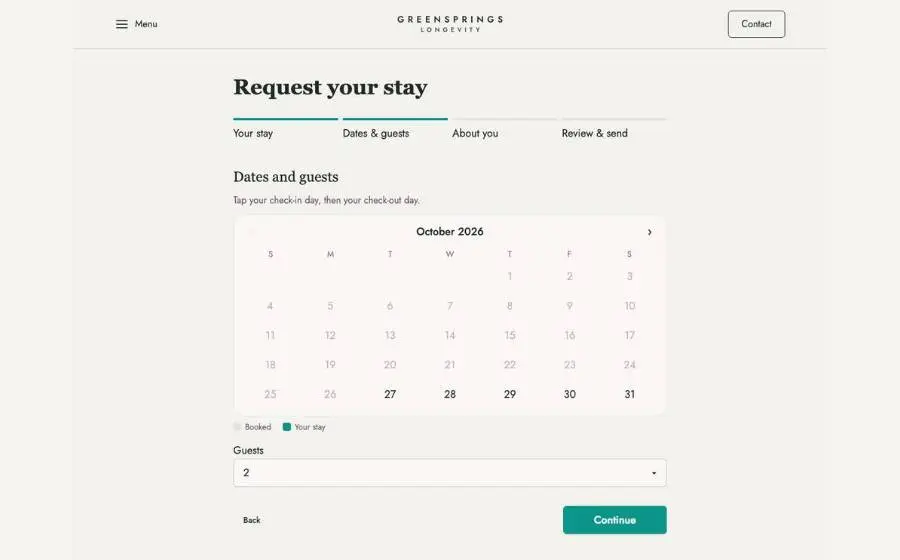 Menu
GREENSPRINGS
LONGEVITY
Contact
Request your stay
Your stay
Dates & guests
About you
Review & send
Dates and guests
Tap your check-in day, then your check-out day.
October 2026 ›
S M T W T F S
1 2 3
4 5 6 7 8 9 10
11 12 13 14 15 16 17
18 19 20 21 22 23 24
25 26 27 28 29 30 31
Booked Your stay
Guests
2
Back
Continue